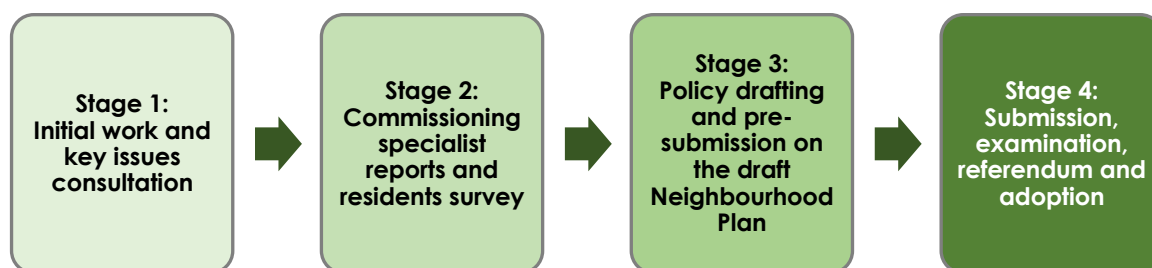 Stage 1:
Initial work and
key issues
consultation
Stage 2:
Commissioning
specialist
reports and
residents survey
Stage 3:
Policy drafting
and pre-
submission on
the draft
Neighbourhood
Plan
Stage 4:
Submission,
examination,
referendum and
adoption